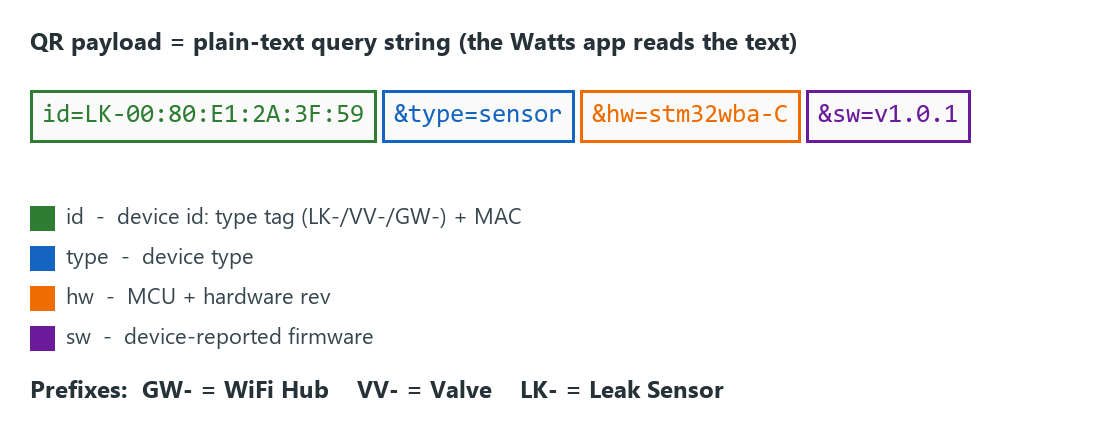 QR payload = plain-text query string (the Watts app reads the text)
id=LK-00:80:E1:2A:3F:59 &type=sensor &hw=stm32wba-C &sw=v1.0.1
id - device id: type tag (LK-/VV-/GW-) + MAC
type - device type
hw - MCU + hardware rev
sw - device-reported firmware
Prefixes: GW- = WiFi Hub VV- = Valve LK- = Leak Sensor